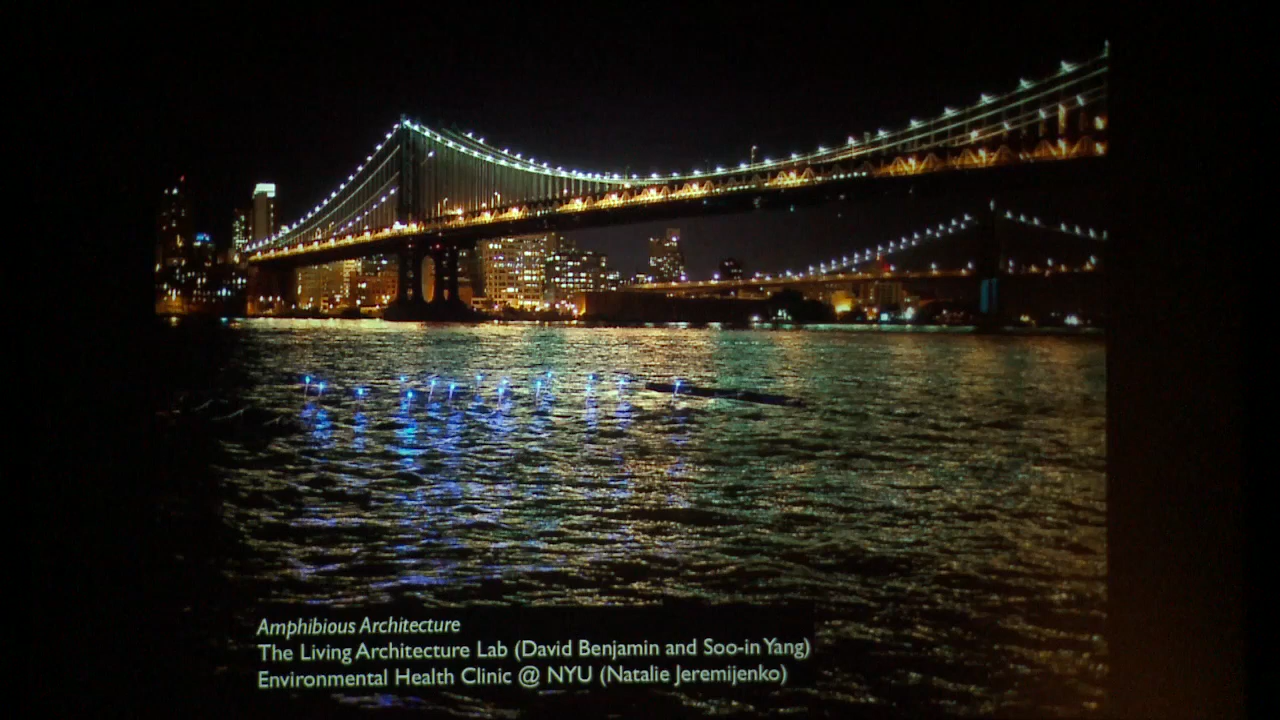 Amphibious Architecture
The Living Architecture Lab (David Benjamin and Soo-in Yang)
Environmental Health Clinic @ NYU (Natalie Jeremijenko)